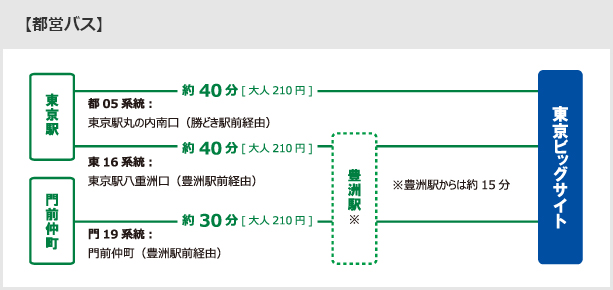 【都営バス】
東京駅
約 40 分 [ 大人 210 円 ]
都 05 系統：
東京駅丸の内南口（勝どき駅前経由）
約 40 分 [ 大人 210 円 ]
東 16 系統：
東京駅八重洲口（豊洲駅前経由）
門前仲町
約 30 分 [ 大人 210 円 ]
門 19 系統：
門前仲町（豊洲駅前経由）
豊洲駅※
※豊洲駅からは約 15 分
東京ビッグサイト